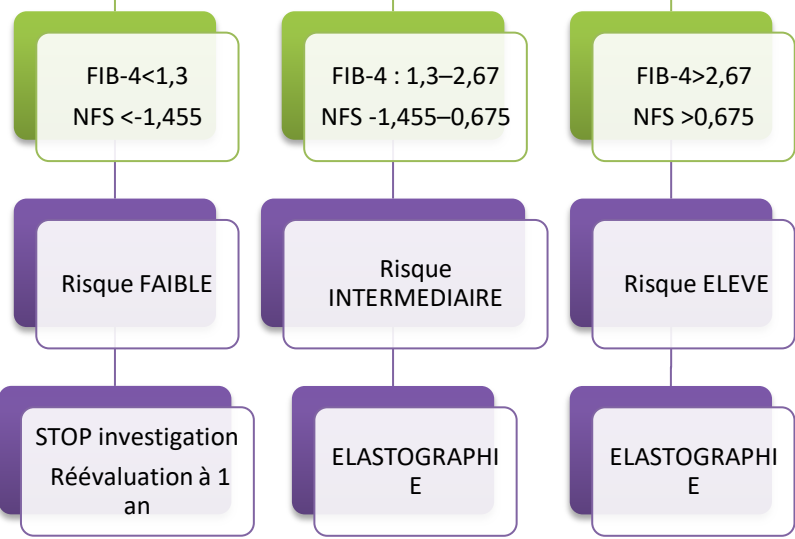 FIB-4<1,3
NFS <-1,455
FIB-4 : 1,3–2,67
NFS -1,455–0,675
FIB-4>2,67
NFS >0,675
Risque FAIBLE
Risque
INTERMEDIAIRE
Risque ELEVE
STOP investigation
Réévaluation à 1
an
ELASTOGRAPHI
E
ELASTOGRAPHI
E